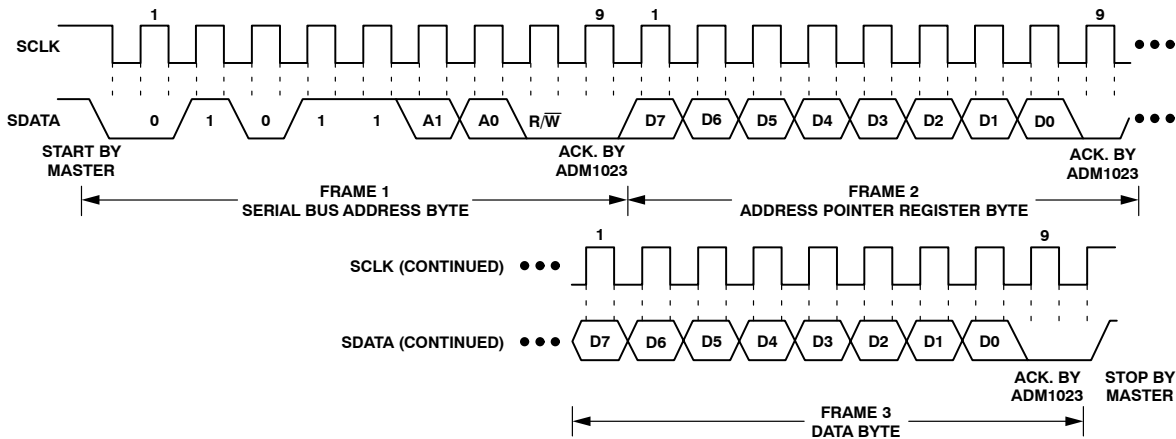 1 9 1 9
SCLK
SDATA 0 1 0 1 1 A1 A0 R/W̅ D7 D6 D5 D4 D3 D2 D1 D0
START BY
MASTER
ACK. BY
ADM1023
ACK. BY
ADM1023
FRAME 1
SERIAL BUS ADDRESS BYTE
FRAME 2
ADDRESS POINTER REGISTER BYTE
1 9
SCLK (CONTINUED)
SDATA (CONTINUED) D7 D6 D5 D4 D3 D2 D1 D0
ACK. BY
ADM1023
STOP BY
MASTER
FRAME 3
DATA BYTE